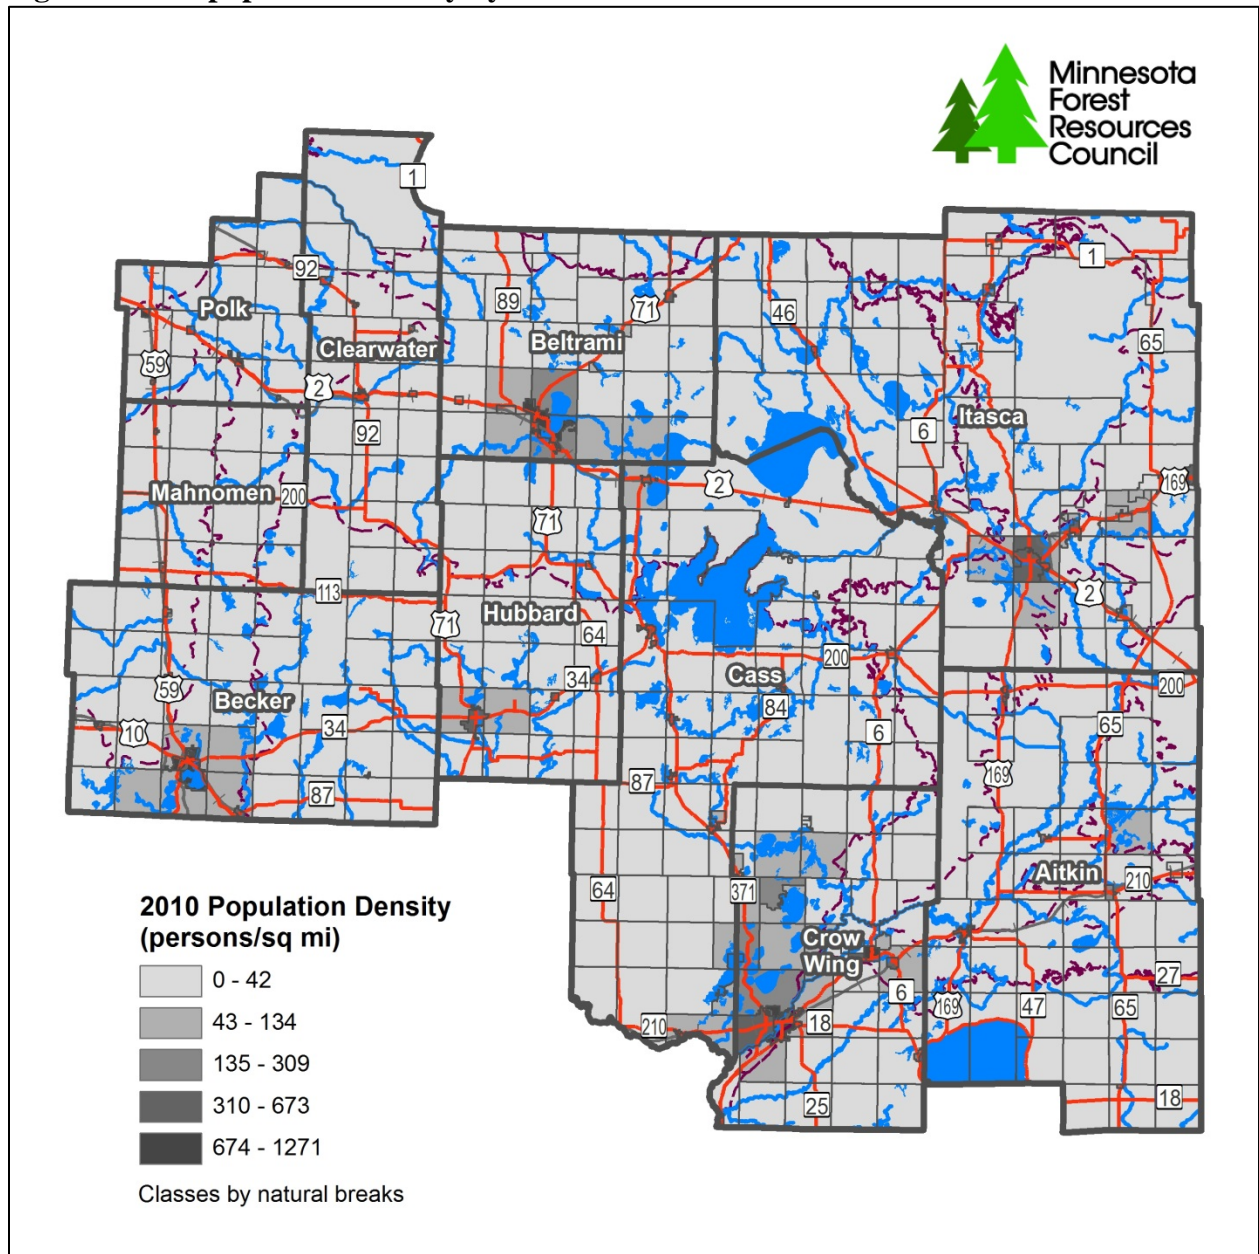 Minnesota
Forest
Resources
Council
1
92
89
71
46
1
Polk
65
Clearwater
Beltrami
59
2
Itasca
92
6
169
Mahnomen
200
2
71
2
113
Hubbard
71
64
200
34
Cass
200
59
Becker
84
65
10
34
6
169
87
87
Aitkin
210
64
371
Crow
Wing
27
6
169
47
65
210
18
18
25
2010 Population Density
(persons/sq mi)
0 - 42
43 - 134
135 - 309
310 - 673
674 - 1271
Classes by natural breaks